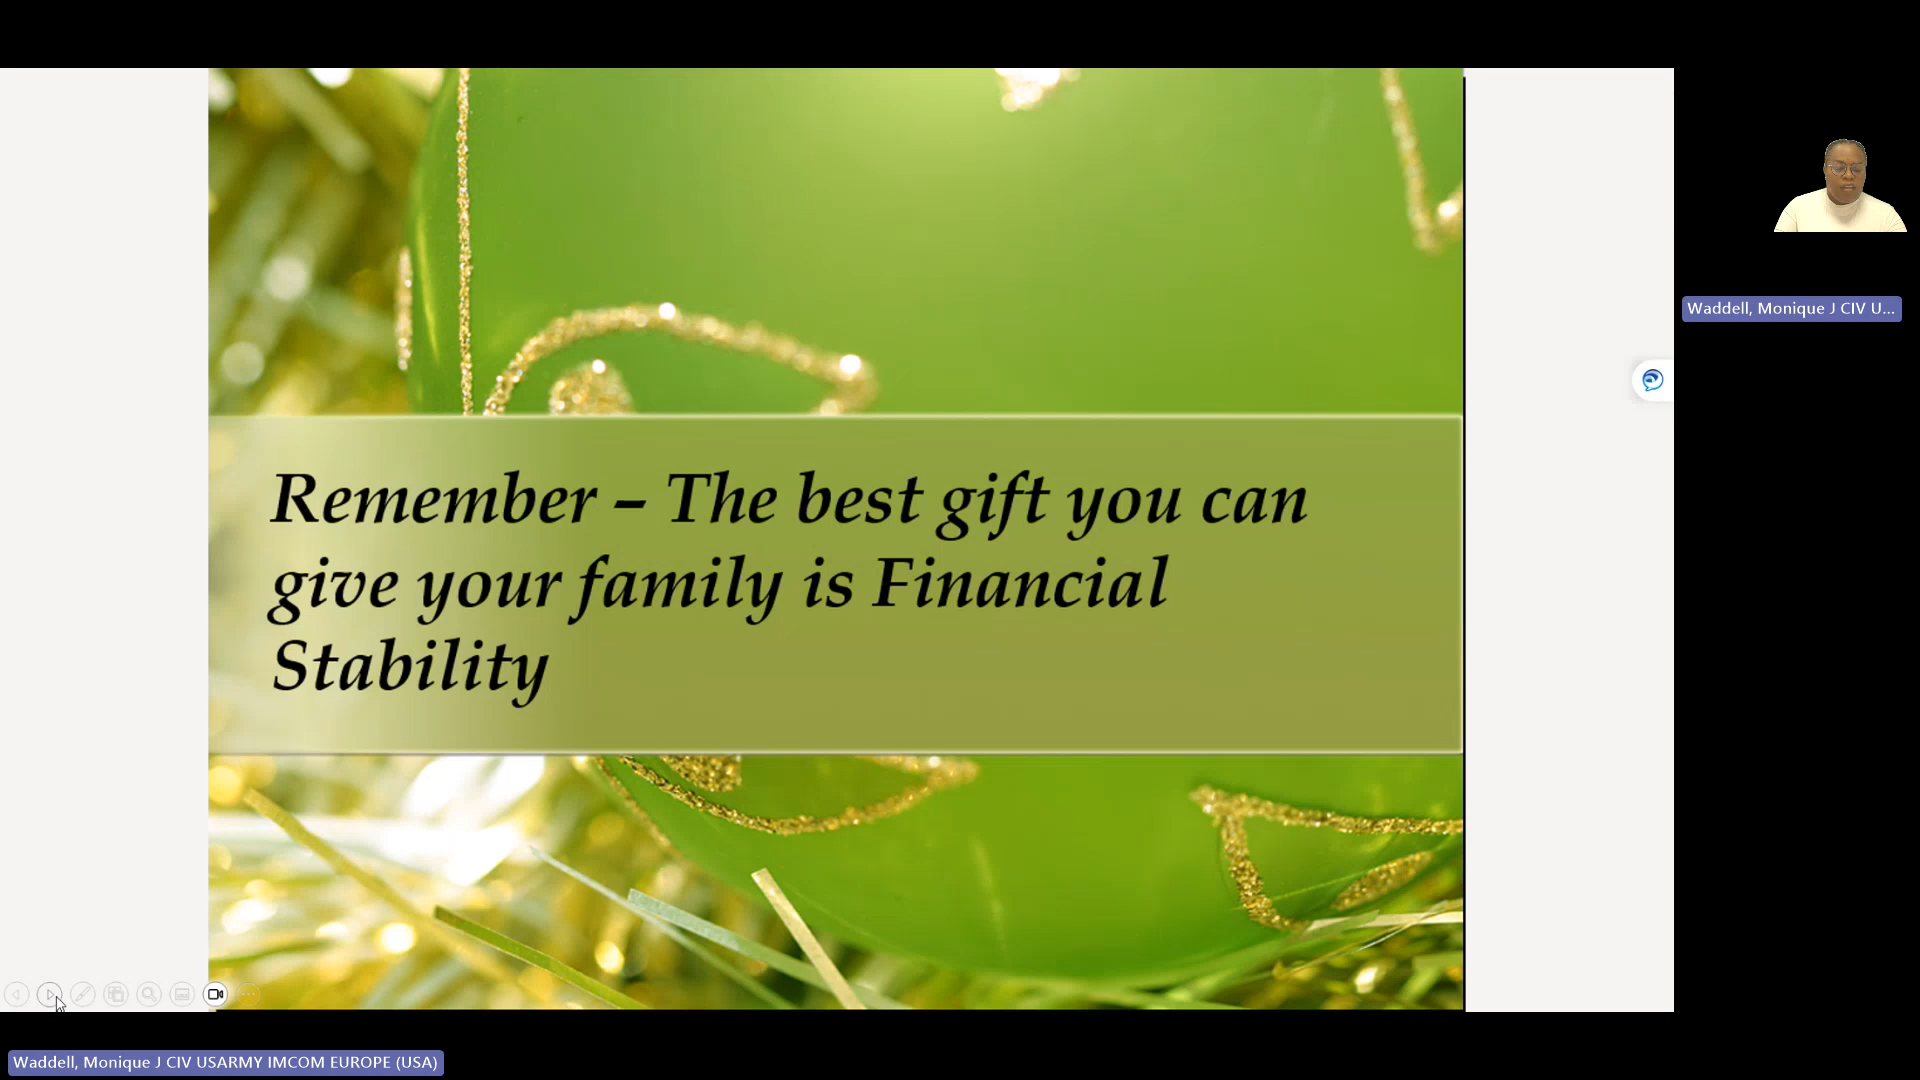 Remember – The best gift you can
give your family is Financial
Stability
Waddell, Monique J CIV U...
Waddell, Monique J CIV USARMY IMCOM EUROPE (USA)